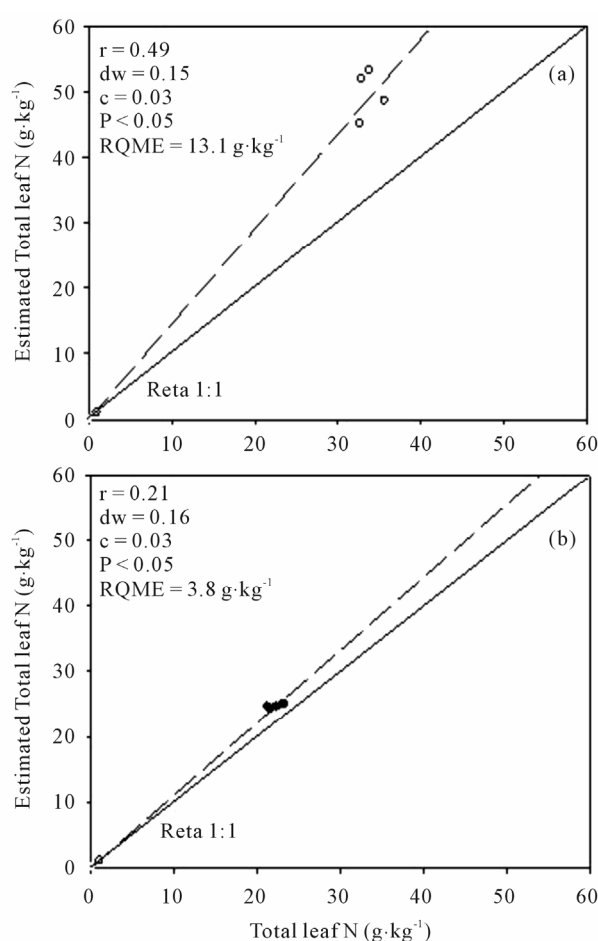 60
50
40
30
20
10
0
Estimated Total leaf N (g·kg⁻¹)
r = 0.49
dw = 0.15
c = 0.03
P < 0.05
RQME = 13.1 g·kg⁻¹
(a)
Reta 1:1
0 10 20 30 40 50 60
60
50
40
30
20
10
0
Estimated Total leaf N (g·kg⁻¹)
r = 0.21
dw = 0.16
c = 0.03
P < 0.05
RQME = 3.8 g·kg⁻¹
(b)
Reta 1:1
0 10 20 30 40 50 60
Total leaf N (g·kg⁻¹)